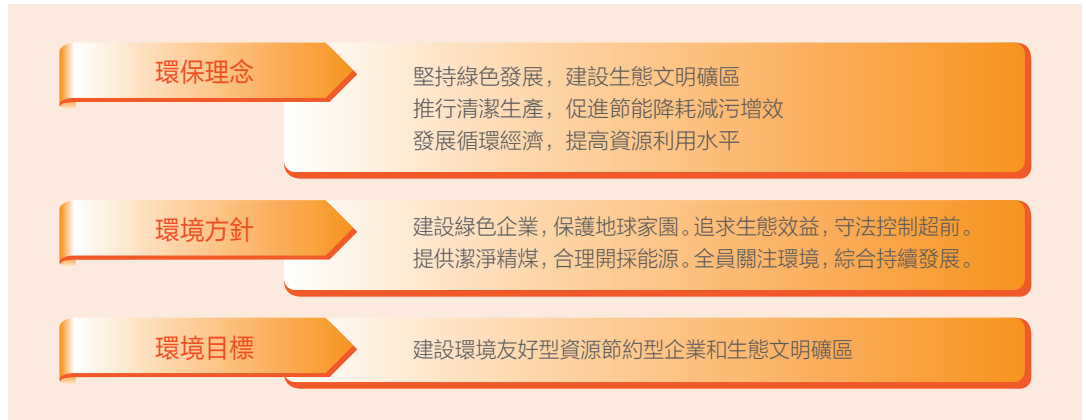 環保理念
堅持綠色發展，建設生態文明礦區
推行清潔生產，促進節能降耗減污增效
發展循環經濟，提高資源利用水平
環境方針
建設綠色企業，保護地球家園。追求生態效益，守法控制超前。
提供潔淨精煤，合理開採能源。全員關注環境，綜合持續發展。
環境目標
建設環境友好型資源節約型企業和生態文明礦區